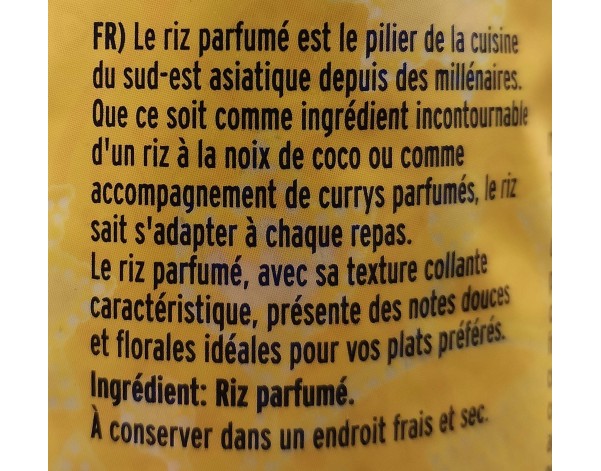 FR) Le riz parfumé est le pilier de la cuisine
du sud-est asiatique depuis des millénaires.
Que ce soit comme ingrédient incontournable
d'un riz à la noix de coco ou comme
accompagnement de currys parfumés, le riz
sait s'adapter à chaque repas.
Le riz parfumé, avec sa texture collante
caractéristique, présente des notes douces
et florales idéales pour vos plats préférés.
Ingrédient: Riz parfumé.
À conserver dans un endroit frais et sec.